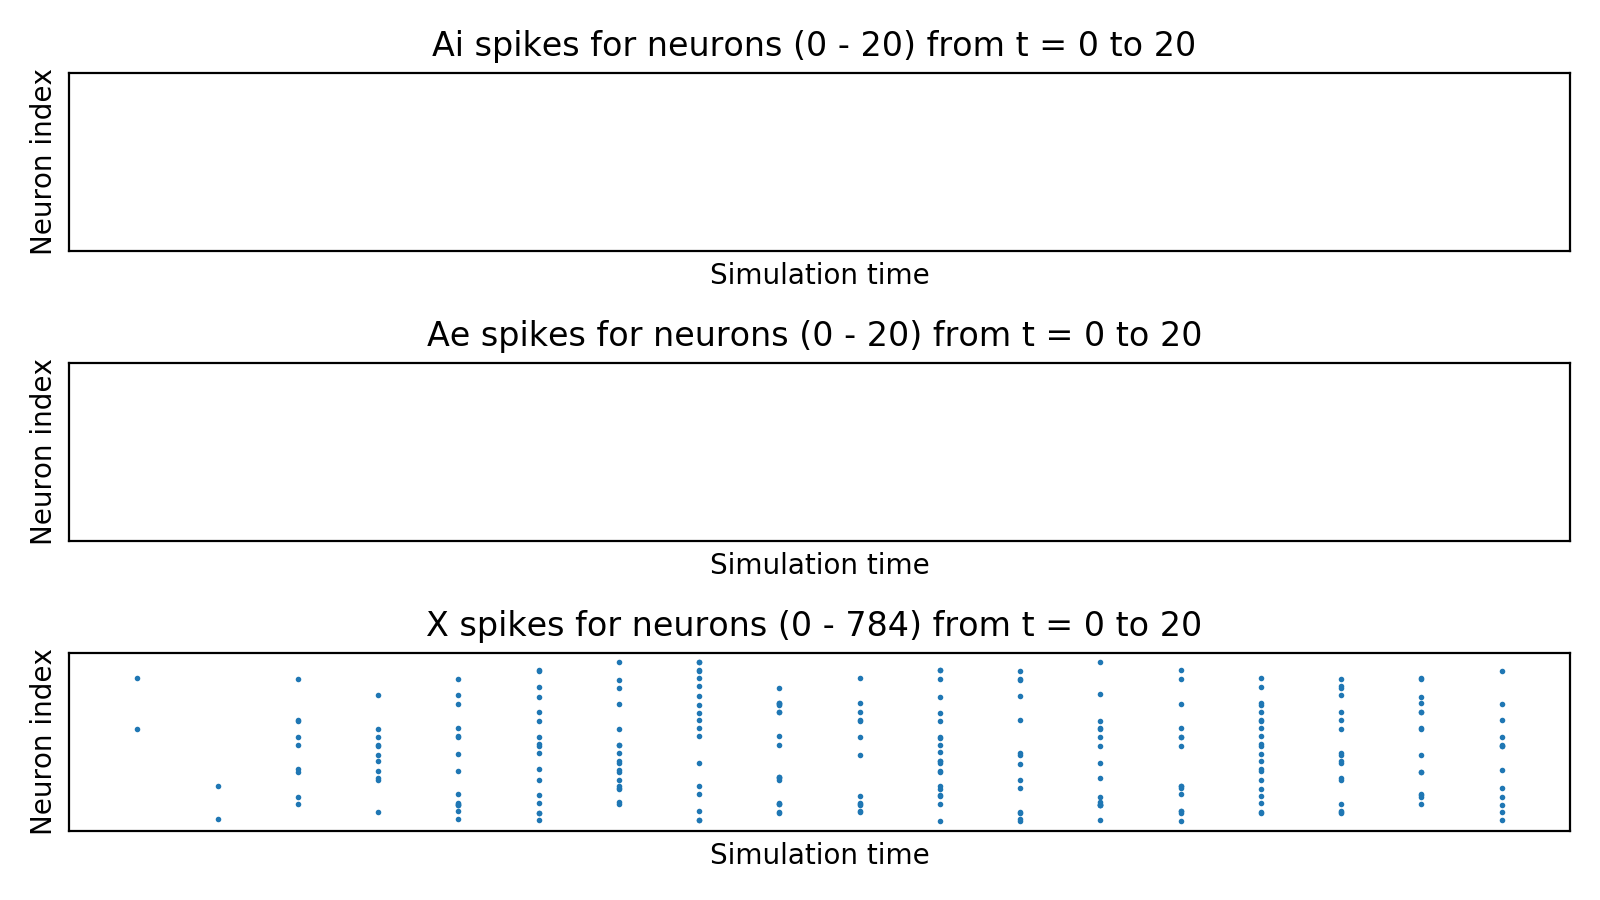 Ai spikes for neurons (0 - 20) from t = 0 to 20
Neuron index
Simulation time
Ae spikes for neurons (0 - 20) from t = 0 to 20
Neuron index
Simulation time
X spikes for neurons (0 - 784) from t = 0 to 20
Neuron index
Simulation time